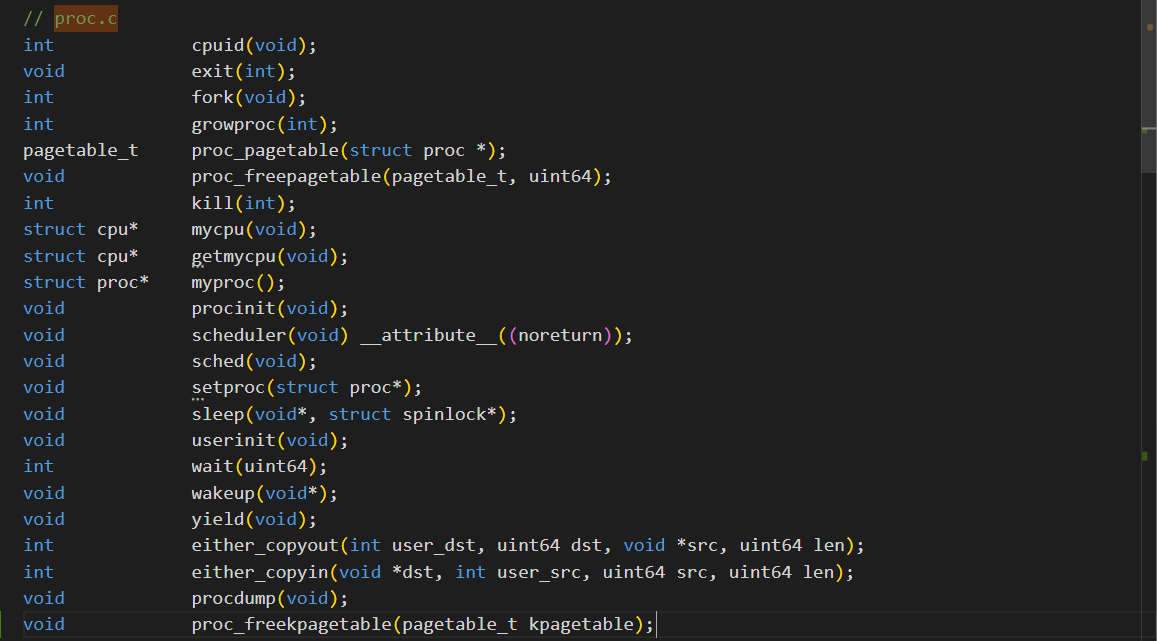 // proc.c
int cpuid(void);
void exit(int);
int fork(void);
int growproc(int);
pagetable_t proc_pagetable(struct proc *);
void proc_freepagetable(pagetable_t, uint64);
int kill(int);
struct cpu* mycpu(void);
struct cpu* getmycpu(void);
struct proc* myproc();
void procinit(void);
void scheduler(void) __attribute__((noreturn));
void sched(void);
void setproc(struct proc*);
void sleep(void*, struct spinlock*);
void userinit(void);
int wait(uint64);
void wakeup(void*);
void yield(void);
int either_copyout(int user_dst, uint64 dst, void *src, uint64 len);
int either_copyin(void *dst, int user_src, uint64 src, uint64 len);
void procdump(void);
void proc_freekpagetable(pagetable_t kpagetable);